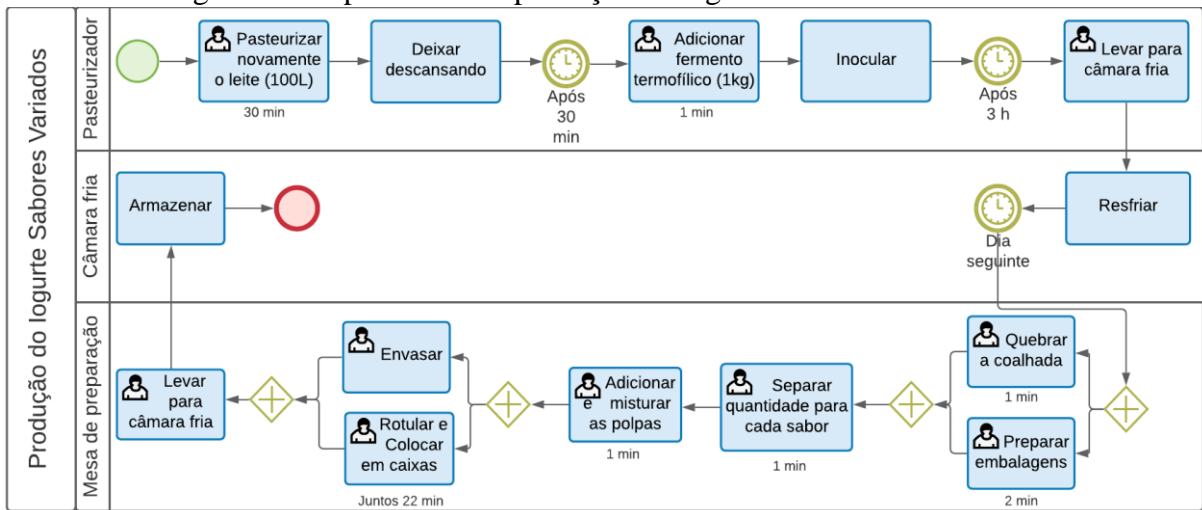 Produção do Iogurte Sabores Variados
Pasteurizador
Pasteurizar
novamente
o leite (100L)
30 min
Deixar
descansando
Após
30
min
Adicionar
fermento
termofílico (1kg)
1 min
Inocular
Após
3 h
Levar para
câmara fria
Câmara fria
Armazenar
Dia
seguinte
Resfriar
Mesa de preparação
Levar
para
câmara fria
Envasar
Rotular e
Colocar
em caixas
Juntos 22 min
Adicionar
e misturar
as polpas
1 min
Separar
quantidade para
cada sabor
1 min
Quebrar
a coalhada
1 min
Preparar
embalagens
2 min